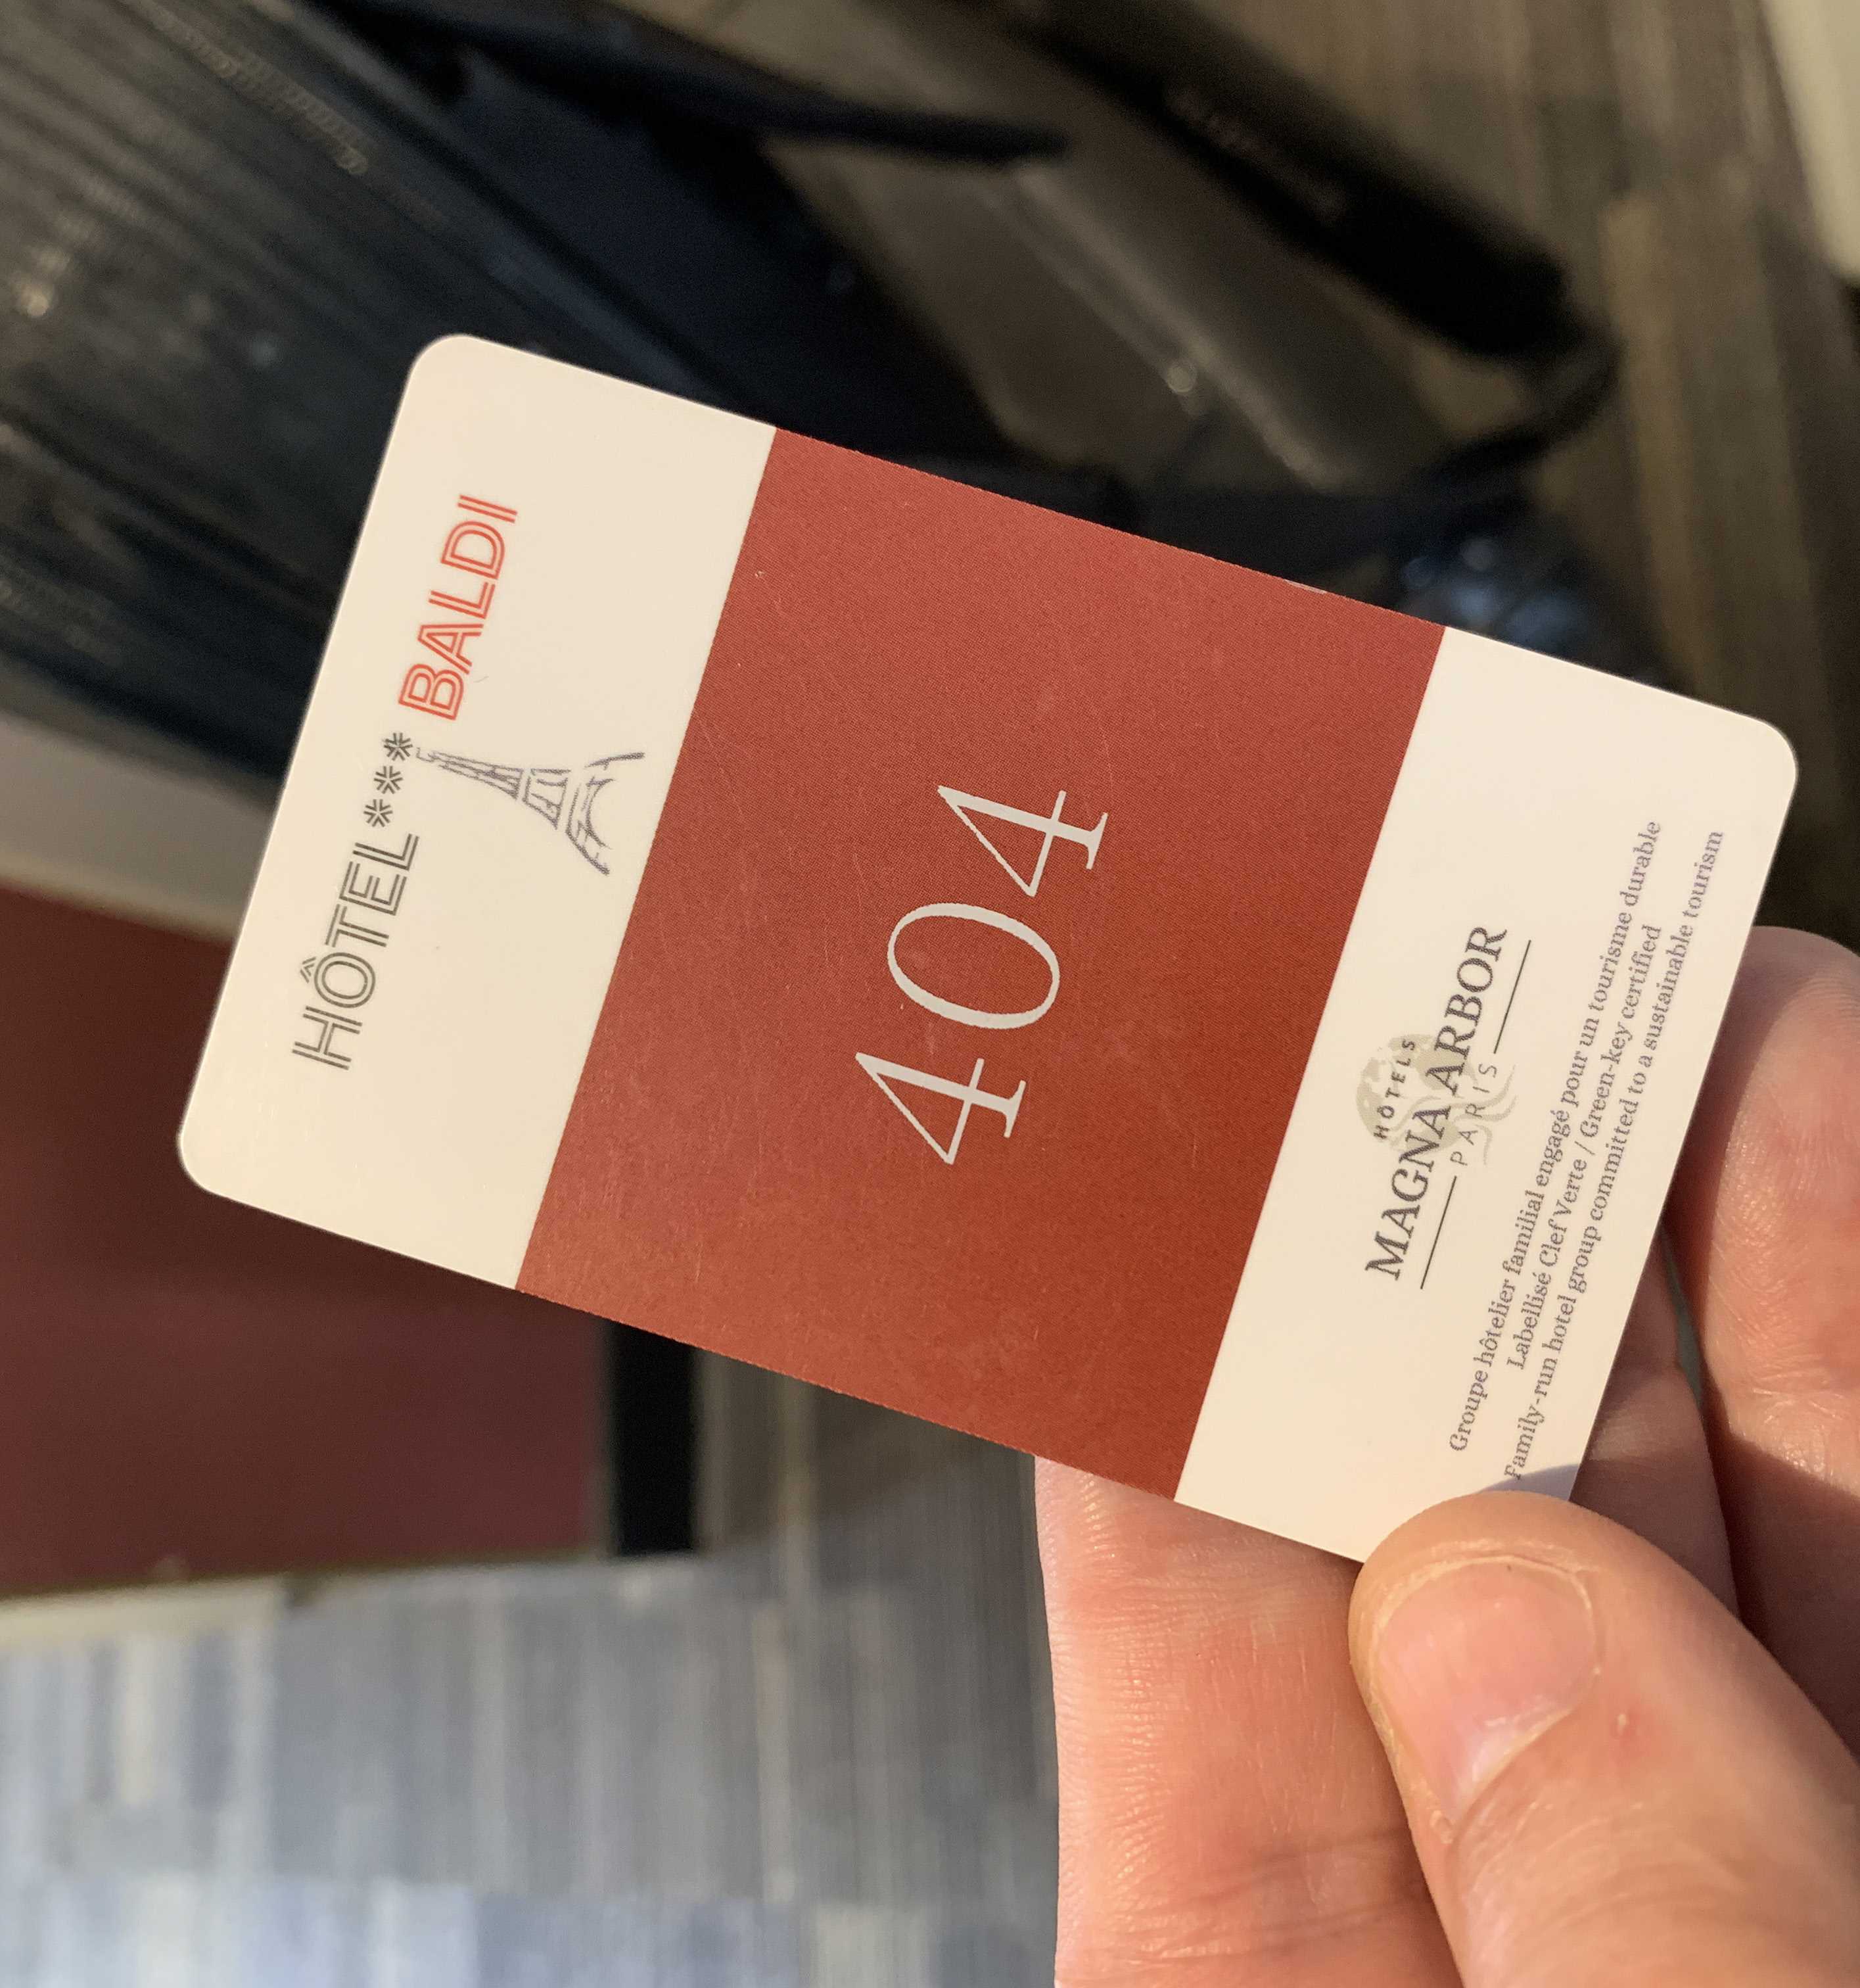 HÔTEL*** BALDI
404
HÔTELS
MAGNA ARBOR
PARIS
Groupe hôtelier familial engagé pour un tourisme durable
Labellisé Clef Verte / Green-key certified
Family-run hotel group committed to a sustainable tourism